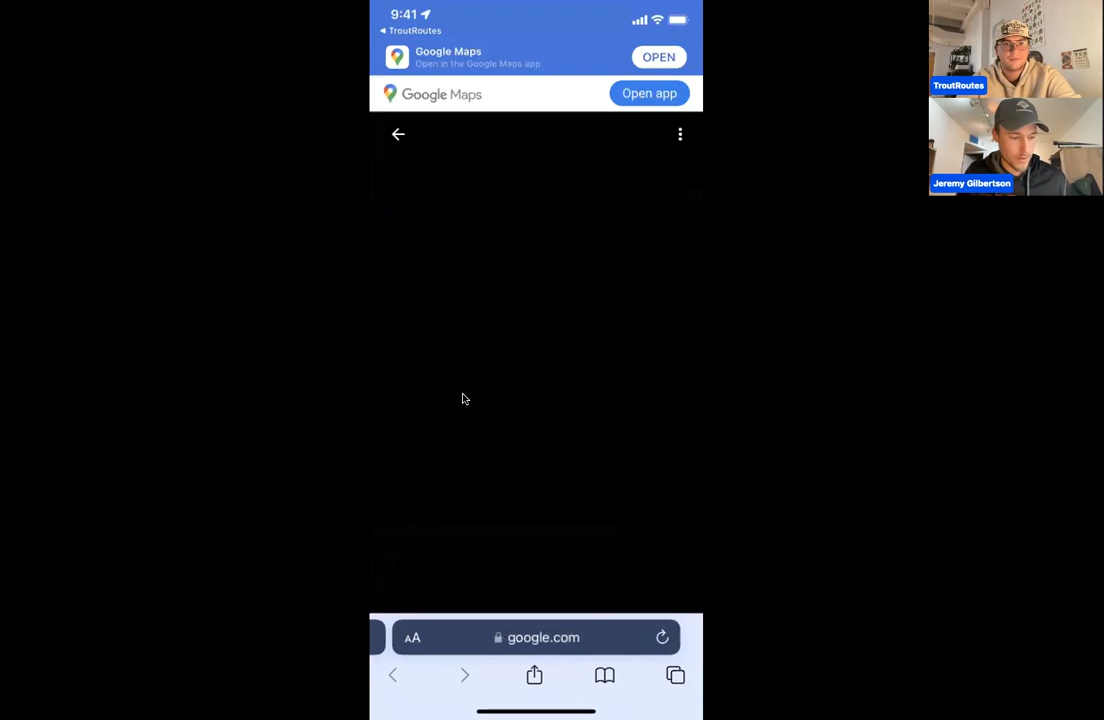 9:41
TroutRoutes
Google Maps
Open in the Google Maps app
OPEN
Google Maps
Open app
TroutRoutes
Jeremy Gilbertson
AA
google.com